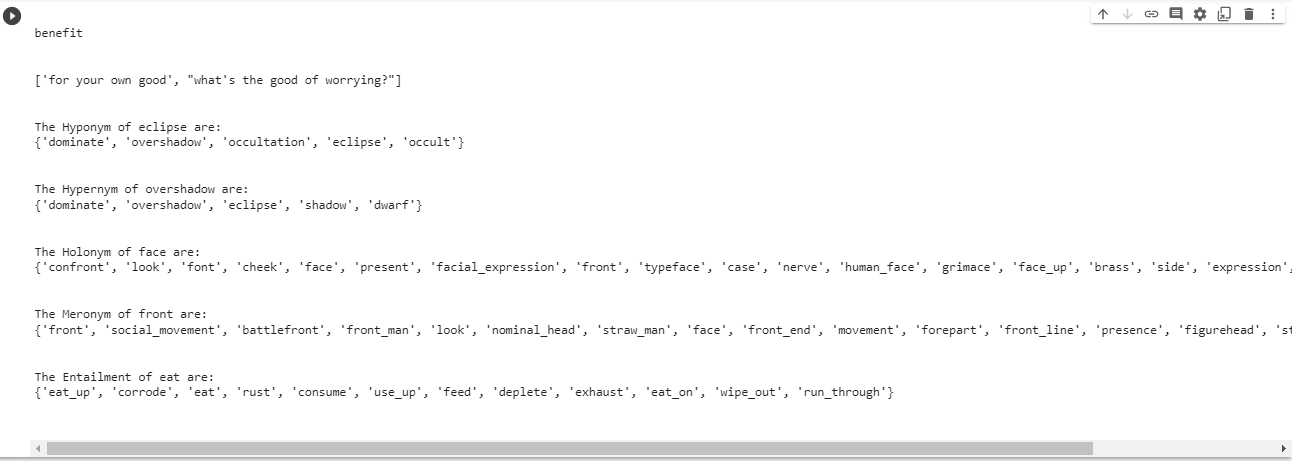 benefit
['for your own good', "what's the good of worrying?"]
The Hyponym of eclipse are:
{'dominate', 'overshadow', 'occultation', 'eclipse', 'occult'}
The Hypernym of overshadow are:
{'dominate', 'overshadow', 'eclipse', 'shadow', 'dwarf'}
The Holonym of face are:
{'confront', 'look', 'font', 'cheek', 'face', 'present', 'facial_expression', 'front', 'typeface', 'case', 'nerve', 'human_face', 'grimace', 'face_up', 'brass', 'side', 'expression',
The Meronym of front are:
{'front', 'social_movement', 'battlefront', 'front_man', 'look', 'nominal_head', 'straw_man', 'face', 'front_end', 'movement', 'forepart', 'front_line', 'presence', 'figurehead', 'st
The Entailment of eat are:
{'eat_up', 'corrode', 'eat', 'rust', 'consume', 'use_up', 'feed', 'deplete', 'exhaust', 'eat_on', 'wipe_out', 'run_through'}